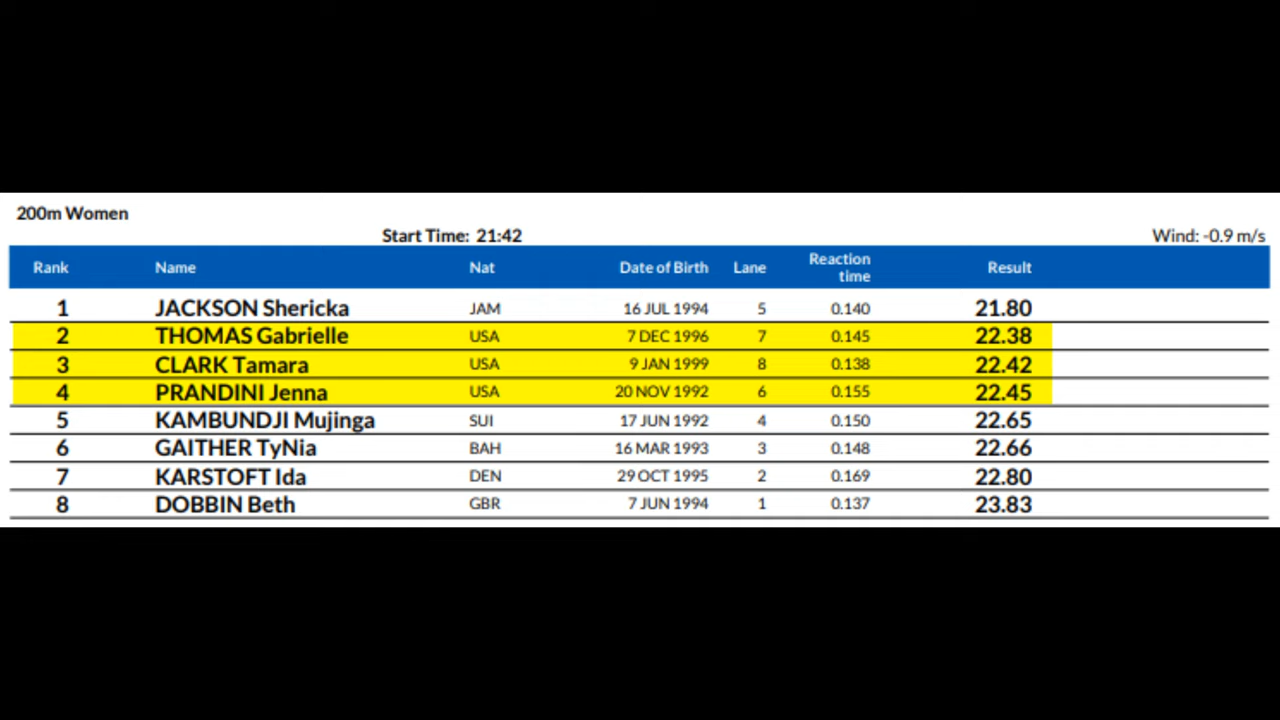 200m Women
Start Time: 21:42 Wind: -0.9 m/s
Rank Name Nat Date of Birth Lane Reaction time Result
1 JACKSON Shericka JAM 16 JUL 1994 5 0.140 21.80
2 THOMAS Gabrielle USA 7 DEC 1996 7 0.145 22.38
3 CLARK Tamara USA 9 JAN 1999 8 0.138 22.42
4 PRANDINI Jenna USA 20 NOV 1992 6 0.155 22.45
5 KAMBUNDJI Mujinga SUI 17 JUN 1992 4 0.150 22.65
6 GAITHER TyNia BAH 16 MAR 1993 3 0.148 22.66
7 KARSTOFT Ida DEN 29 OCT 1995 2 0.169 22.80
8 DOBBIN Beth GBR 7 JUN 1994 1 0.137 23.83